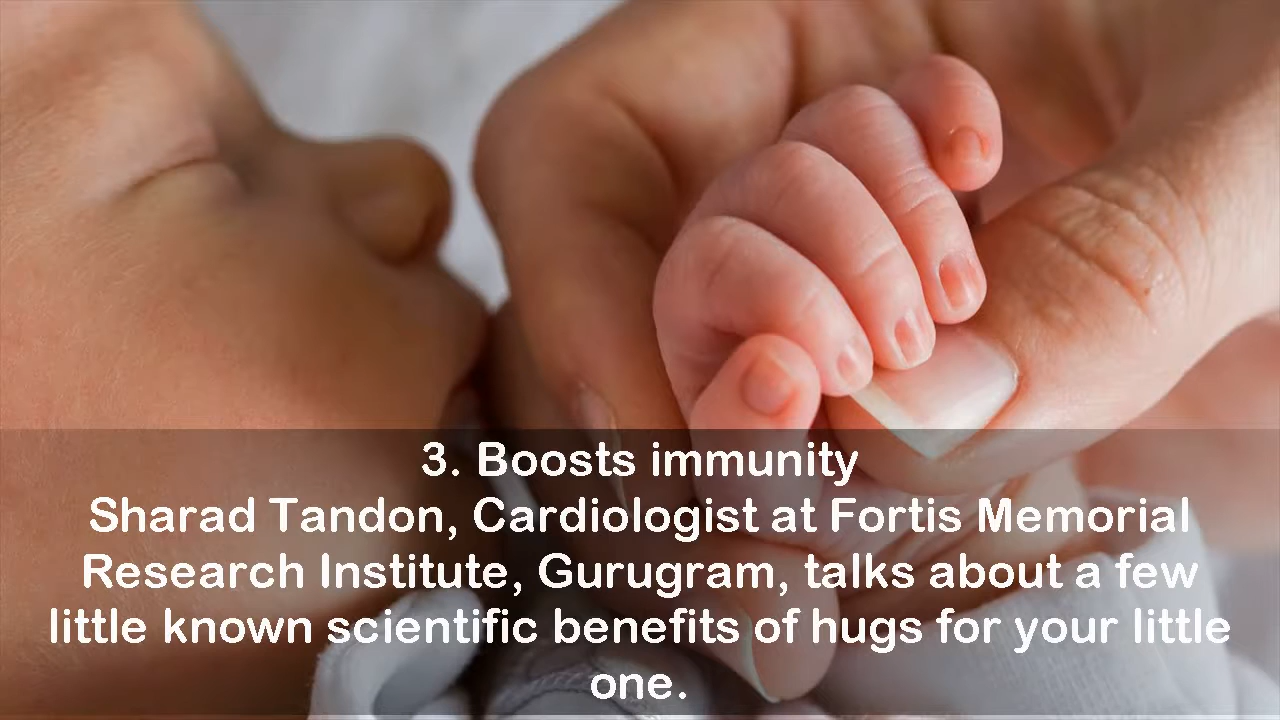 3. Boosts immunity
Sharad Tandon, Cardiologist at Fortis Memorial
Research Institute, Gurugram, talks about a few
little known scientific benefits of hugs for your little
one.